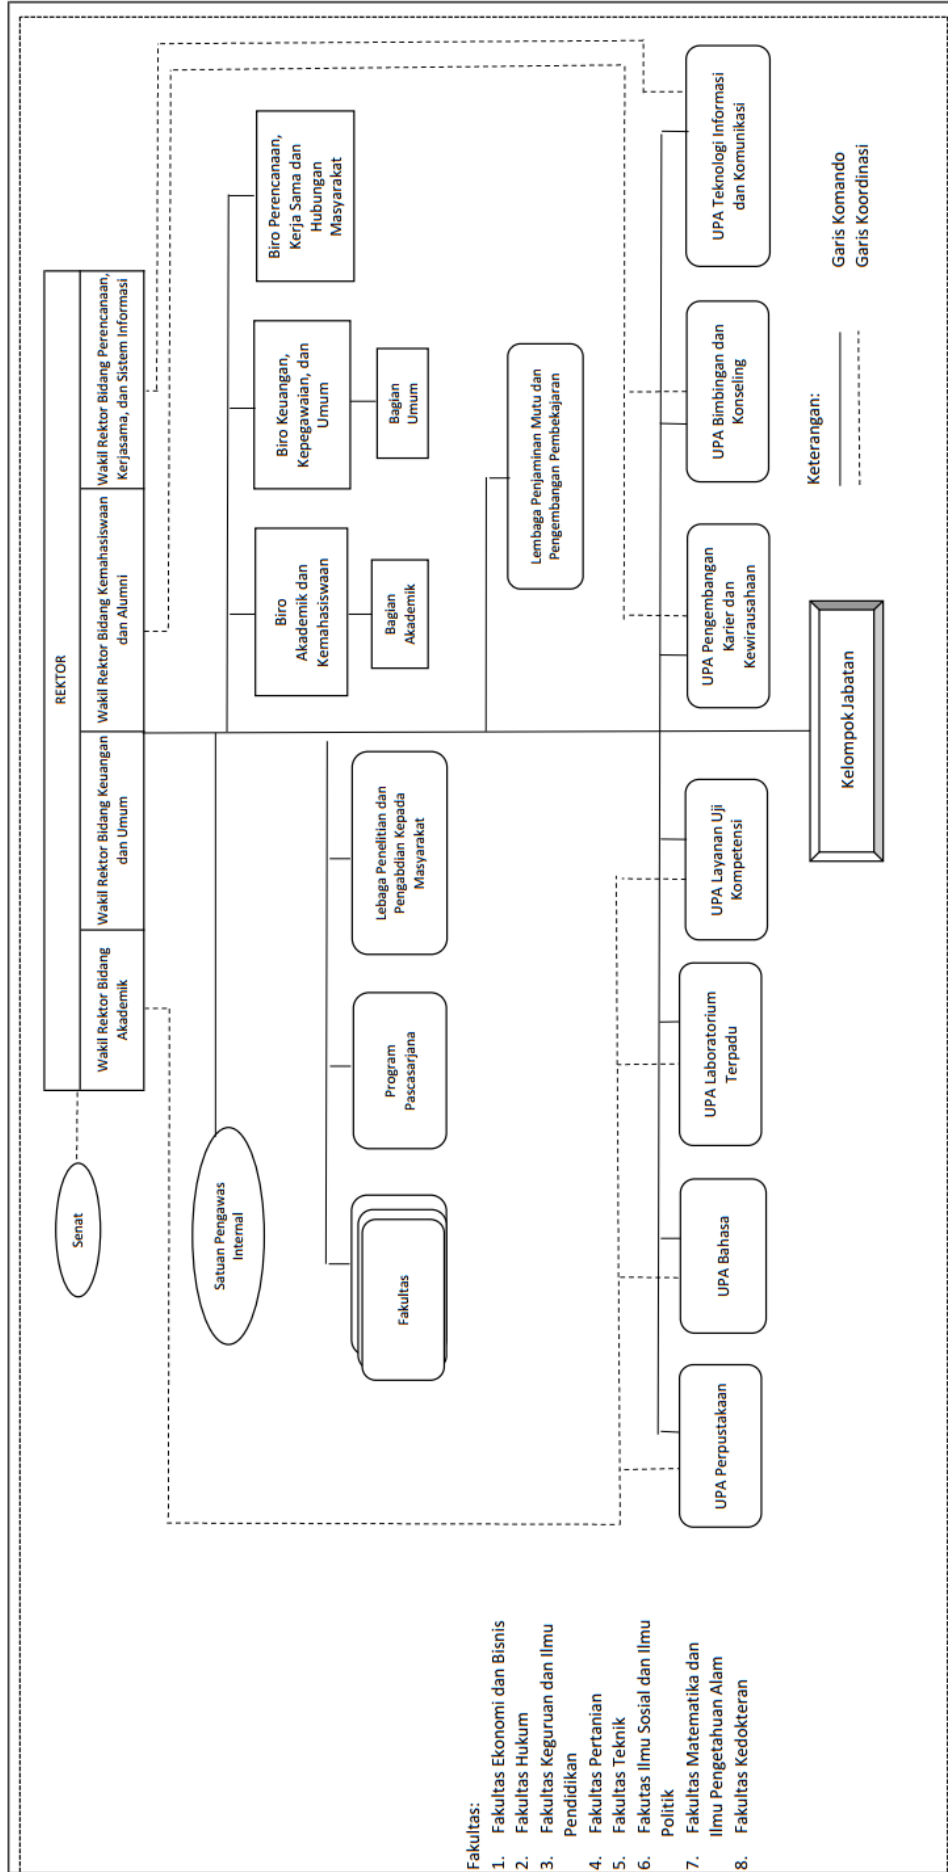 REKTOR
Wakil Rektor Bidang
Akademik
Wakil Rektor Bidang Keuangan
dan Umum
Wakil Rektor Bidang Kemahasiswaan
dan Alumni
Wakil Rektor Bidang Perencanaan,
Kerjasama, dan Sistem Informasi
Senat
Satuan Pengawas
Internal
Biro
Akademik dan
Kemahasiswaan
Biro Keuangan,
Kepegawaian, dan
Umum
Biro Perencanaan,
Kerja Sama dan
Hubungan
Masyarakat
Bagian
Akademik
Bagian
Umum
Fakultas
Program
Pascasarjana
Lebaga Penelitian dan
Pengabdian Kepada
Masyarakat
Lembaga Penjaminan Mutu dan
Pengembangan Pembekajaran
UPA Perpustakaan
UPA Bahasa
UPA Laboratorium
Terpadu
UPA Layanan Uji
Kompetensi
UPA Pengembangan
Karier dan
Kewirausahaan
UPA Bimbingan dan
Konseling
UPA Teknologi Informasi
dan Komunikasi
Kelompok Jabatan
Keterangan:
Garis Komando
Garis Koordinasi
Fakultas:
1. Fakultas Ekonomi dan Bisnis
2. Fakultas Hukum
3. Fakultas Keguruan dan Ilmu
Pendidikan
4. Fakultas Pertanian
5. Fakultas Teknik
6. Fakutas Ilmu Sosial dan Ilmu
Politik
7. Fakultas Matematika dan
Ilmu Pengetahuan Alam
8. Fakultas Kedokteran